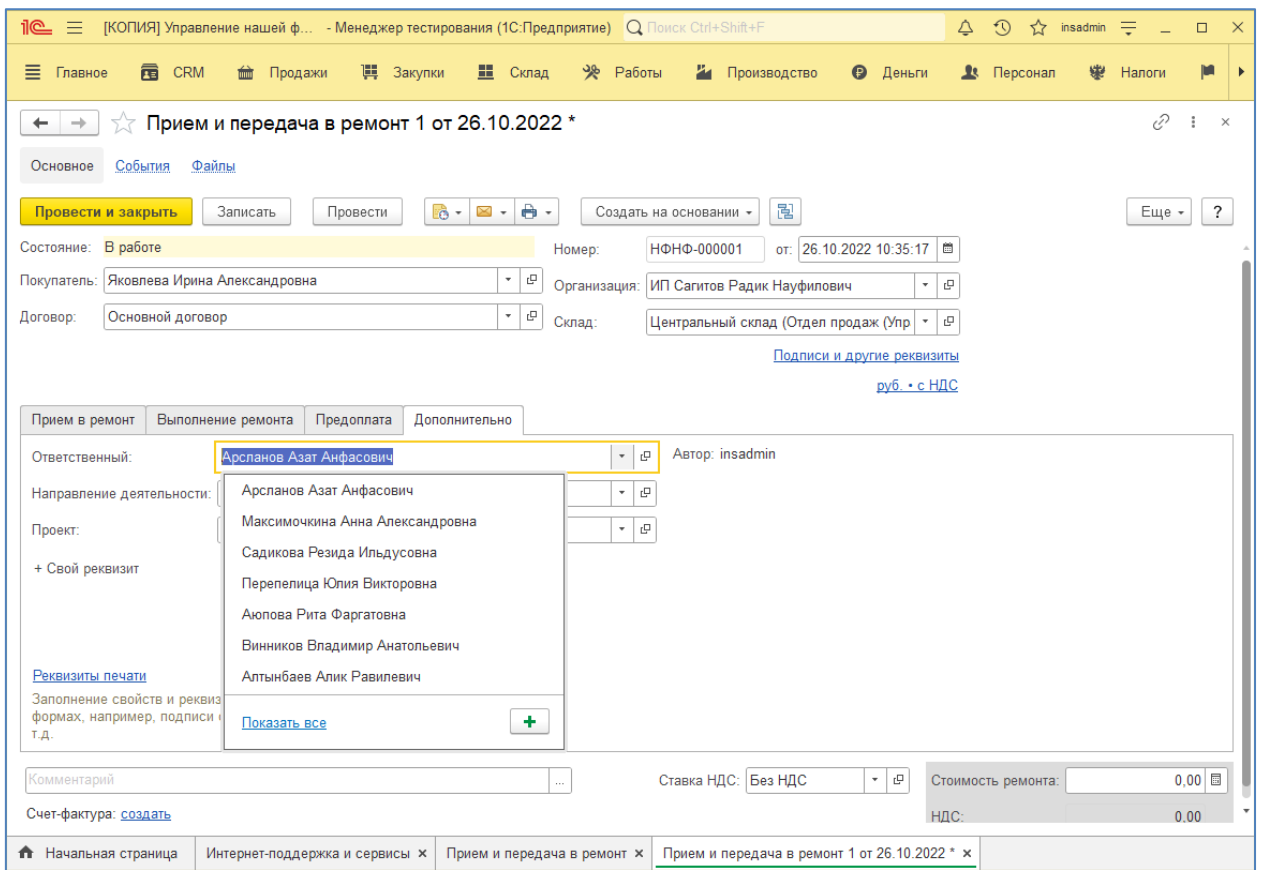 [КОПИЯ] Управление нашей ф... - Менеджер тестирования (1С:Предприятие) Поиск Ctrl+Shift+F insadmin
Главное CRM Продажи Закупки Склад Работы Производство Деньги Персонал Налоги
Прием и передача в ремонт 1 от 26.10.2022 *
Основное События Файлы
Провести и закрыть Записать Провести Создать на основании Еще ?
Состояние: В работе Номер: НФНФ-000001 от: 26.10.2022 10:35:17
Покупатель: Яковлева Ирина Александровна Организация: ИП Сагитов Радик Науфилович
Договор: Основной договор Склад: Центральный склад (Отдел продаж (Упр
Подписи и другие реквизиты
руб. • с НДС
Прием в ремонт Выполнение ремонта Предоплата Дополнительно
Ответственный: Арсланов Азат Анфасович Автор: insadmin
Направление деятельности: Арсланов Азат Анфасович
Максимочкина Анна Александровна
Проект:
Садикова Резида Ильдусовна
+ Свой реквизит
Перепелица Юлия Викторовна
Аюпова Рита Фаргатовна
Винников Владимир Анатольевич
Реквизиты печати Алтынбаев Алик Равилевич
Заполнение свойств и реквиз
формах, например, подписи
т.д.
Показать все
Комментарий ... Ставка НДС: Без НДС Стоимость ремонта: 0,00
Счет-фактура: создать НДС: 0,00
Начальная страница Интернет-поддержка и сервисы × Прием и передача в ремонт × Прием и передача в ремонт 1 от 26.10.2022 * ×